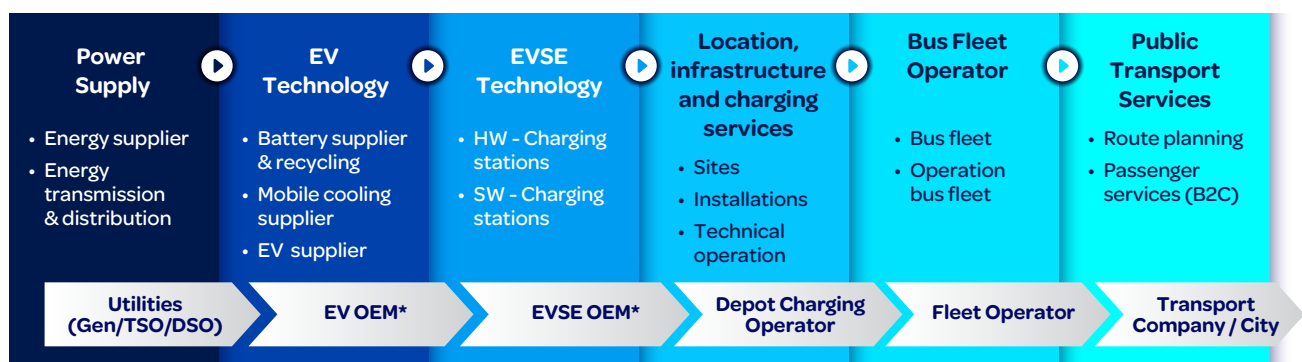 Power
Supply
• Energy supplier
• Energy
transmission
& distribution
EV
Technology
• Battery supplier
& recycling
• Mobile cooling
supplier
• EV supplier
EVSE
Technology
• HW - Charging
stations
• SW - Charging
stations
Location,
infrastructure
and charging
services
• Sites
• Installations
• Technical
operation
Bus Fleet
Operator
• Bus fleet
• Operation
bus fleet
Public
Transport
Services
• Route planning
• Passenger
services (B2C)
Utilities
(Gen/TSO/DSO)
EV OEM*
EVSE OEM*
Depot Charging
Operator
Fleet Operator
Transport
Company / City